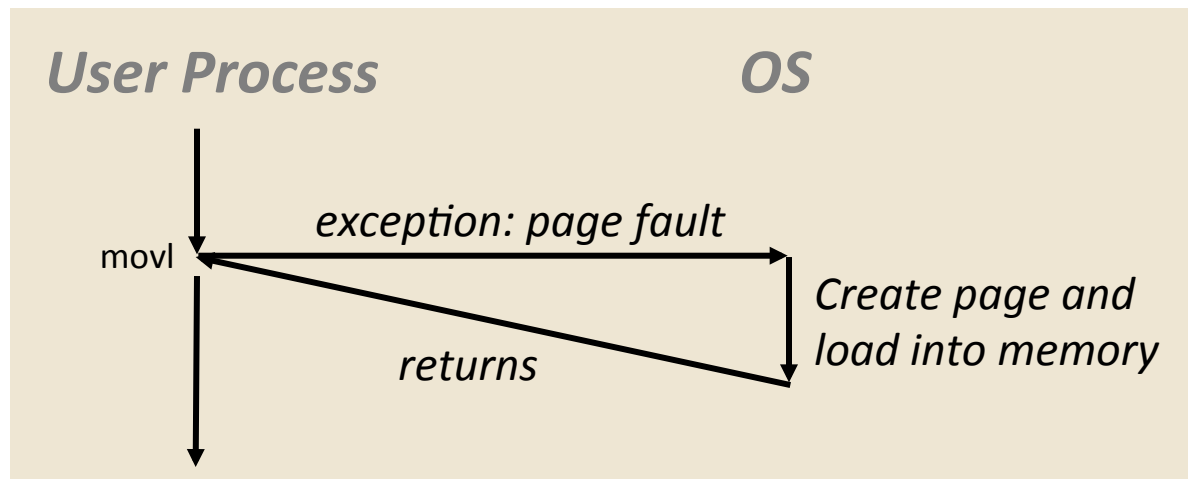 User Process
OS
exception: page fault
movl
Create page and
load into memory
returns